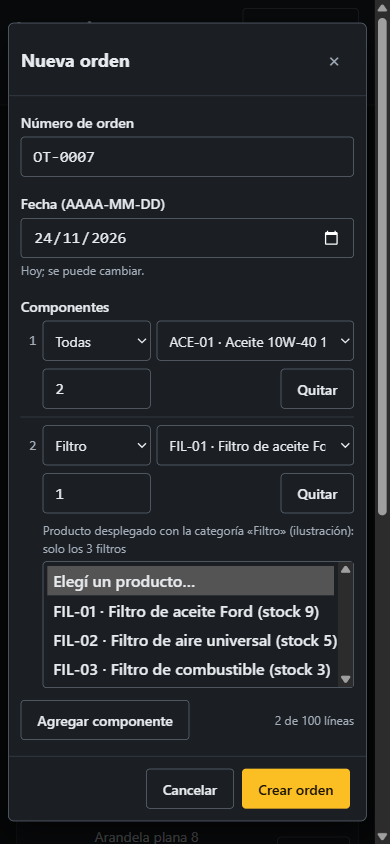 Nueva orden
×
Número de orden
OT-0007
Fecha (AAAA-MM-DD)
24/11/2026
Hoy; se puede cambiar.
Componentes
1 Todas ACE-01 · Aceite 10W-40 1
2 Quitar
2 Filtro FIL-01 · Filtro de aceite Fo
1 Quitar
Producto desplegado con la categoría «Filtro» (ilustración):
solo los 3 filtros
Elegí un producto...
FIL-01 · Filtro de aceite Ford (stock 9)
FIL-02 · Filtro de aire universal (stock 5)
FIL-03 · Filtro de combustible (stock 3)
Agregar componente 2 de 100 líneas
Cancelar Crear orden
Arandela plana 8